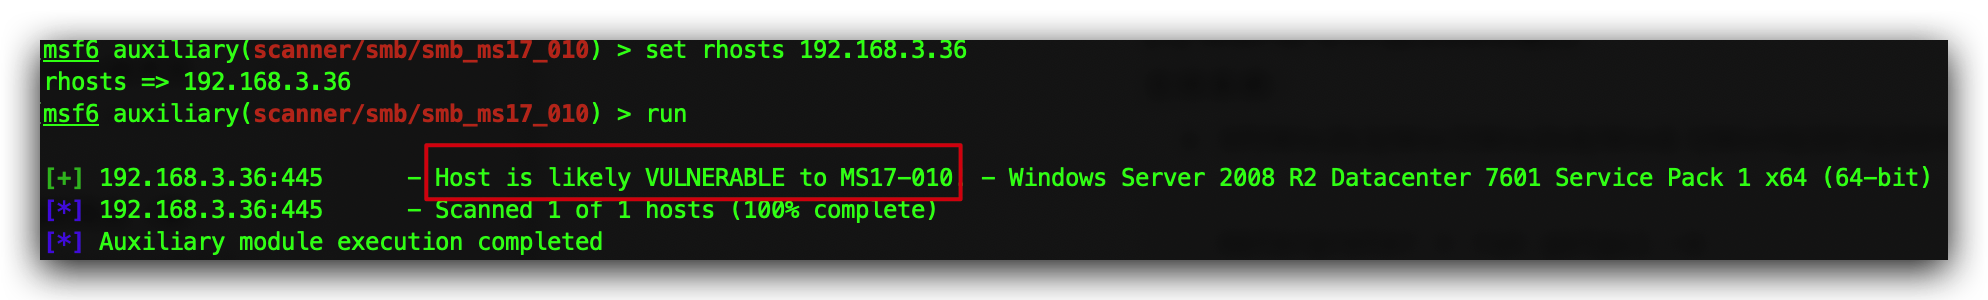 msf6 auxiliary(scanner/smb/smb_ms17_010) > set rhosts 192.168.3.36
rhosts => 192.168.3.36
msf6 auxiliary(scanner/smb/smb_ms17_010) > run
[+] 192.168.3.36:445 - Host is likely VULNERABLE to MS17-010 - Windows Server 2008 R2 Datacenter 7601 Service Pack 1 x64 (64-bit)
[*] 192.168.3.36:445 - Scanned 1 of 1 hosts (100% complete)
[*] Auxiliary module execution completed